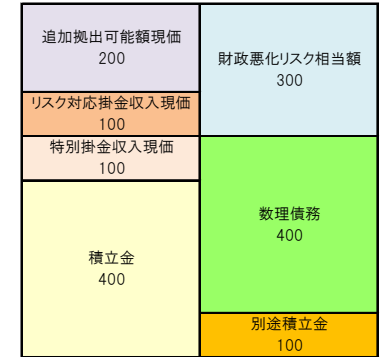 追加拠出可能額現価
200
リスク対応掛金収入現価
100
特別掛金収入現価
100
積立金
400
財政悪化リスク相当額
300
数理債務
400
別途積立金
100